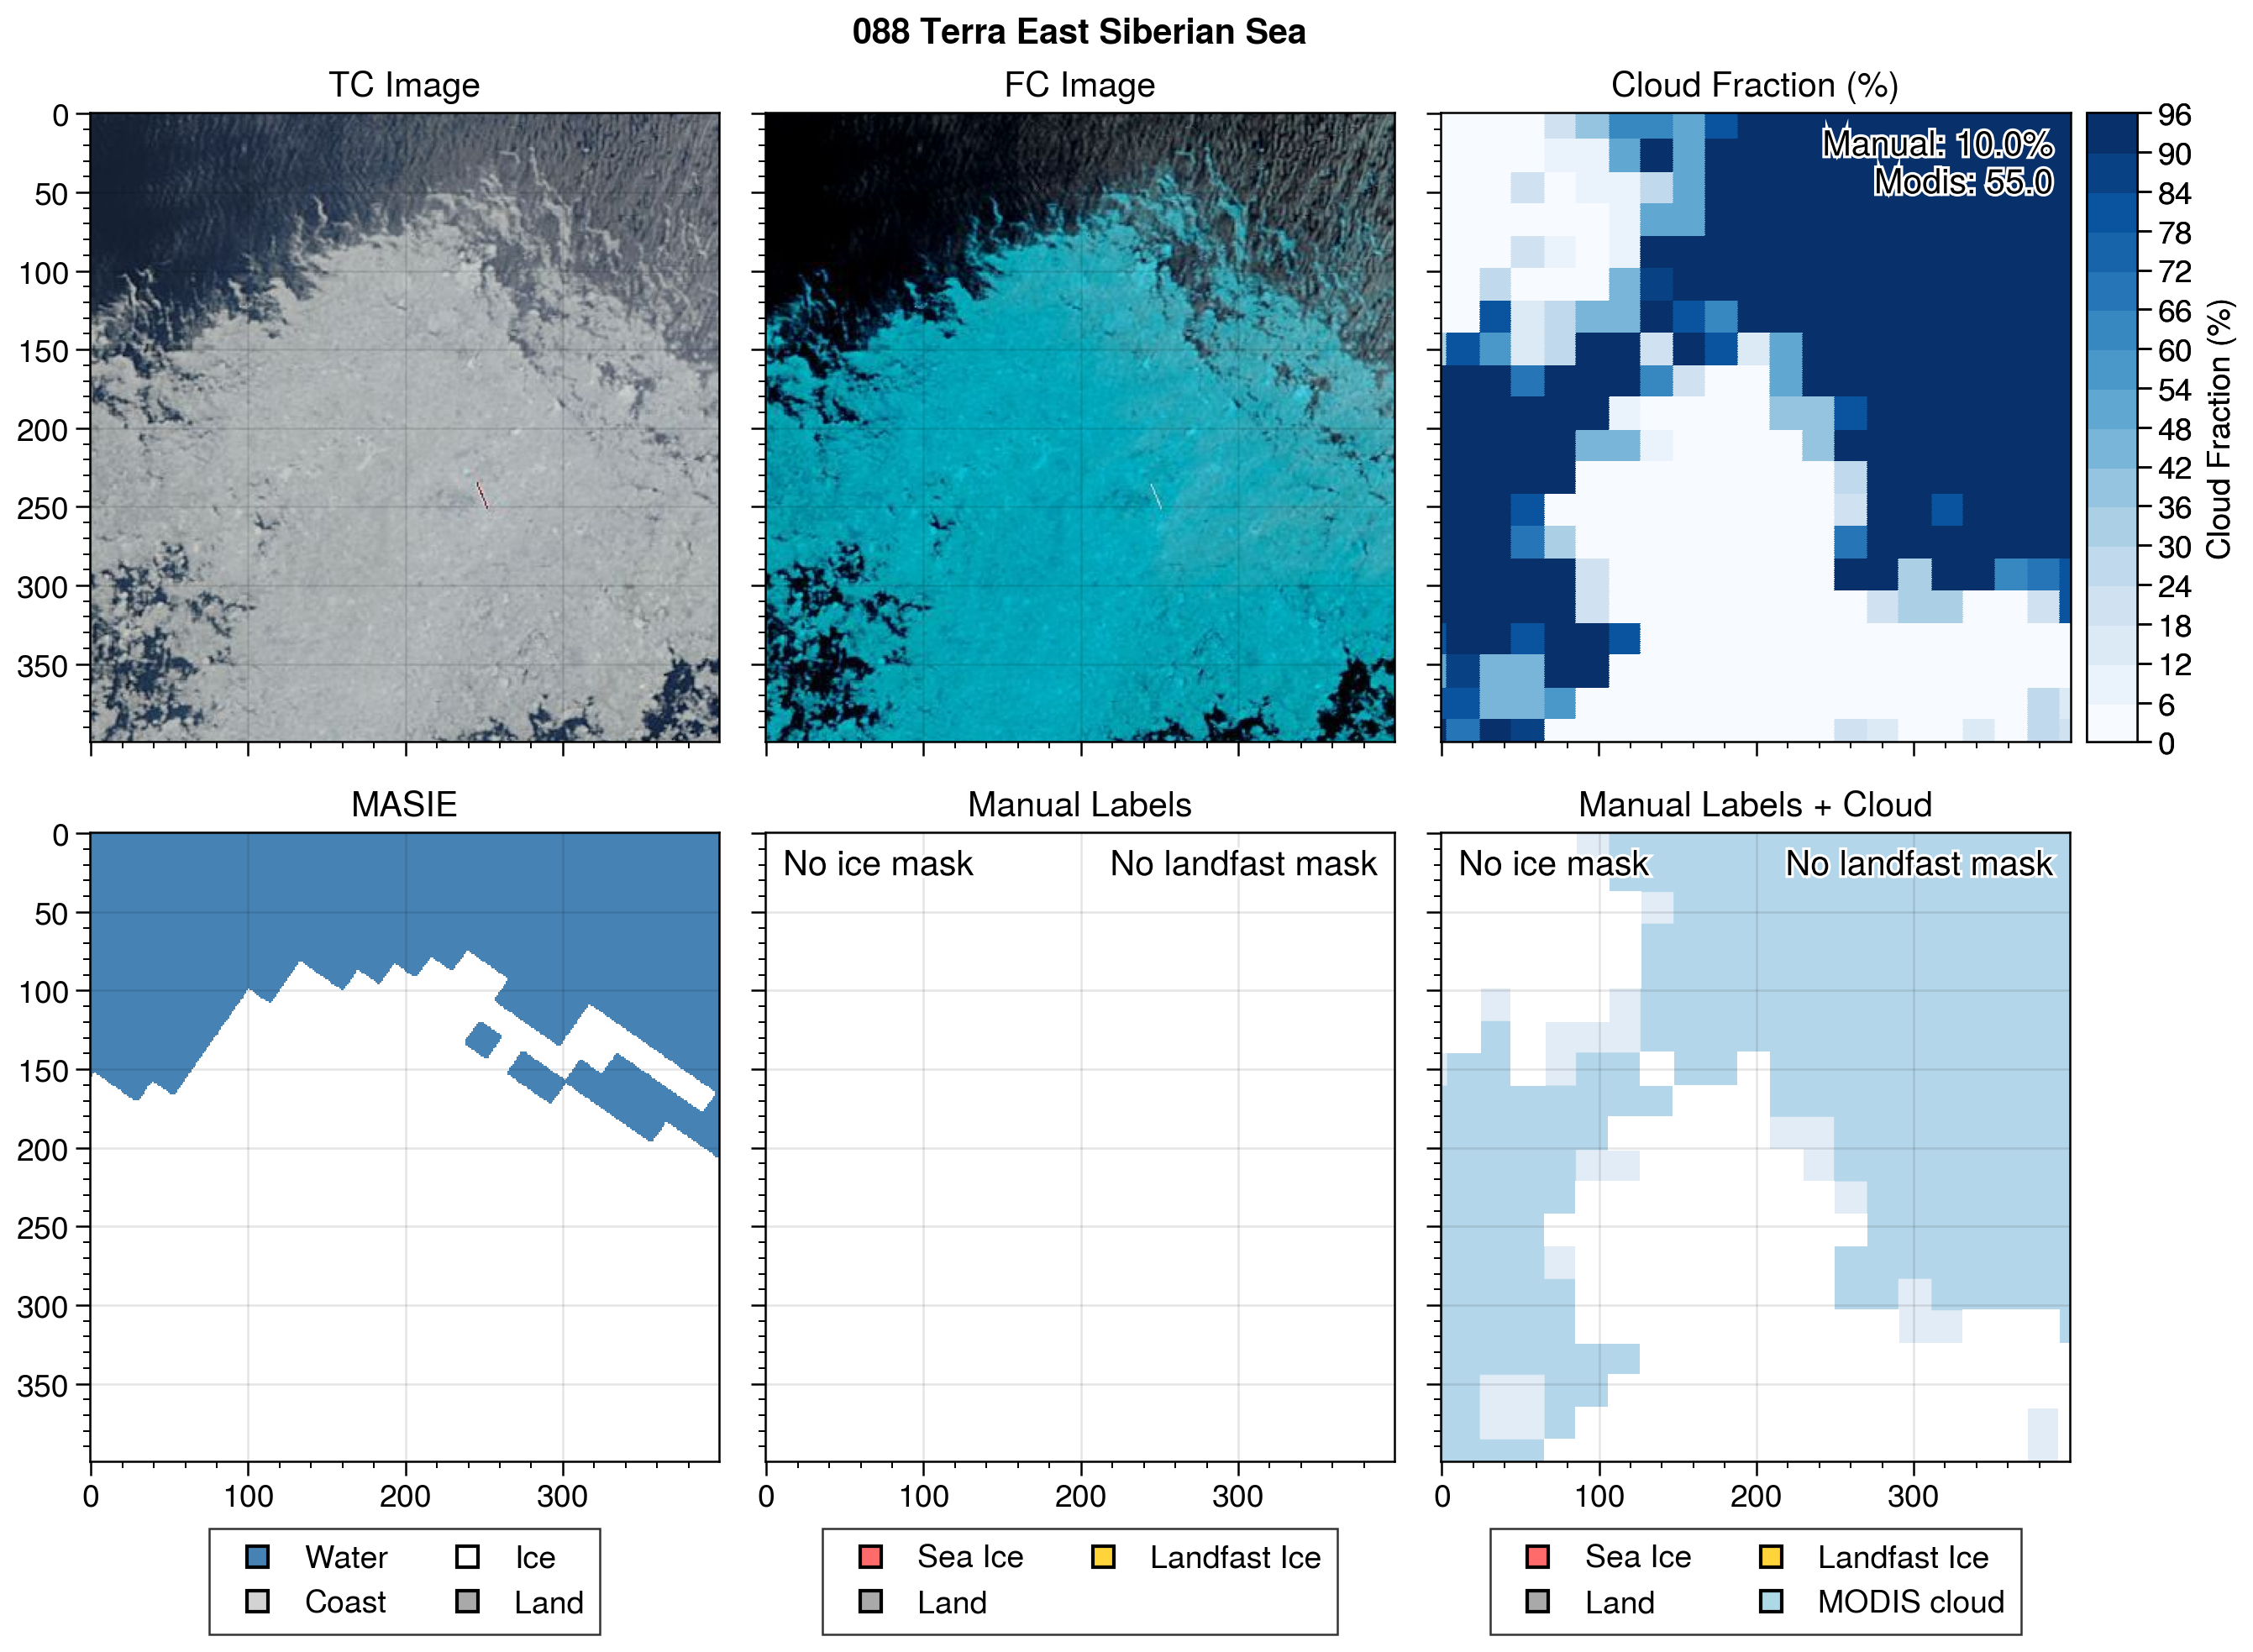 088 Terra East Siberian Sea
TC Image
FC Image
Cloud Fraction (%)
0
50
100
150
200
250
300
350
Manual: 10.0%
Modis: 55.0
96
90
84
78
72
66
60
54
48
42
36
30
24
18
12
6
0
Cloud Fraction (%)
MASIE
Manual Labels
Manual Labels + Cloud
0
50
100
150
200
250
300
350
No ice mask
No landfast mask
No ice mask
No landfast mask
0 100 200 300
0 100 200 300
0 100 200 300
Water
Ice
Coast
Land
Sea Ice
Landfast Ice
Land
Sea Ice
Landfast Ice
Land
MODIS cloud